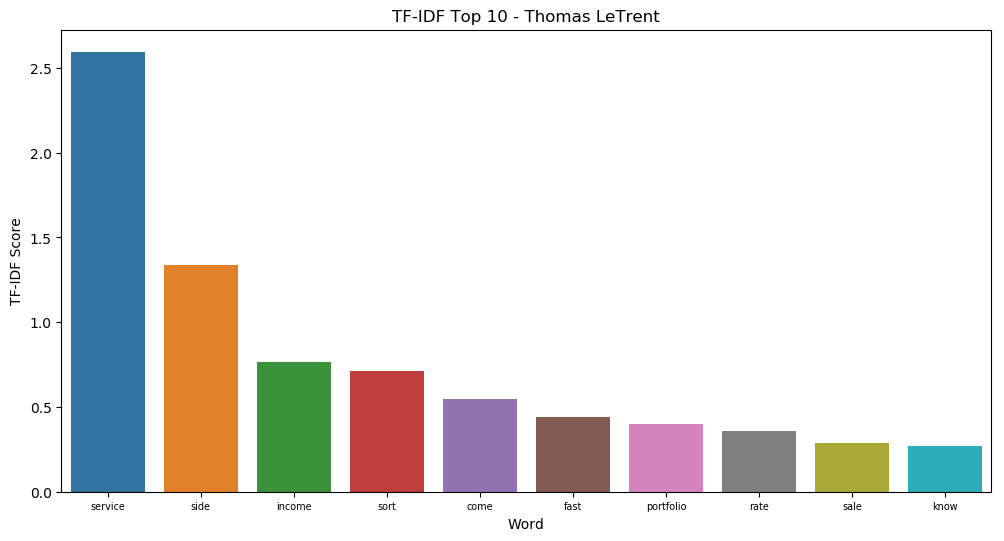 TF-IDF Top 10 - Thomas LeTrent
TF-IDF Score
2.5
2.0
1.5
1.0
0.5
0.0
service side income sort come fast portfolio rate sale know
Word